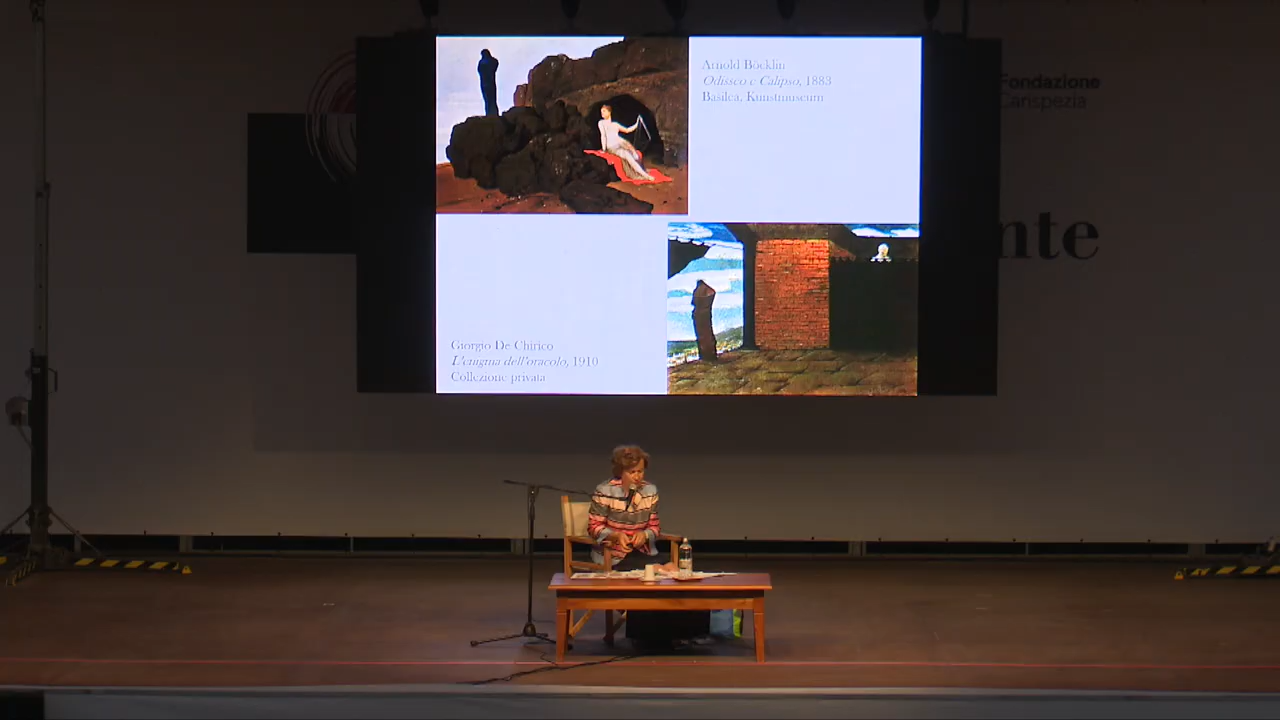 Arnold Böcklin
Odisseo e Calipso, 1883
Basilea, Kunstmuseum
Fondazione
Carispezia
nte
Giorgio De Chirico
L'enigma dell'oracolo, 1910
Collezione privata